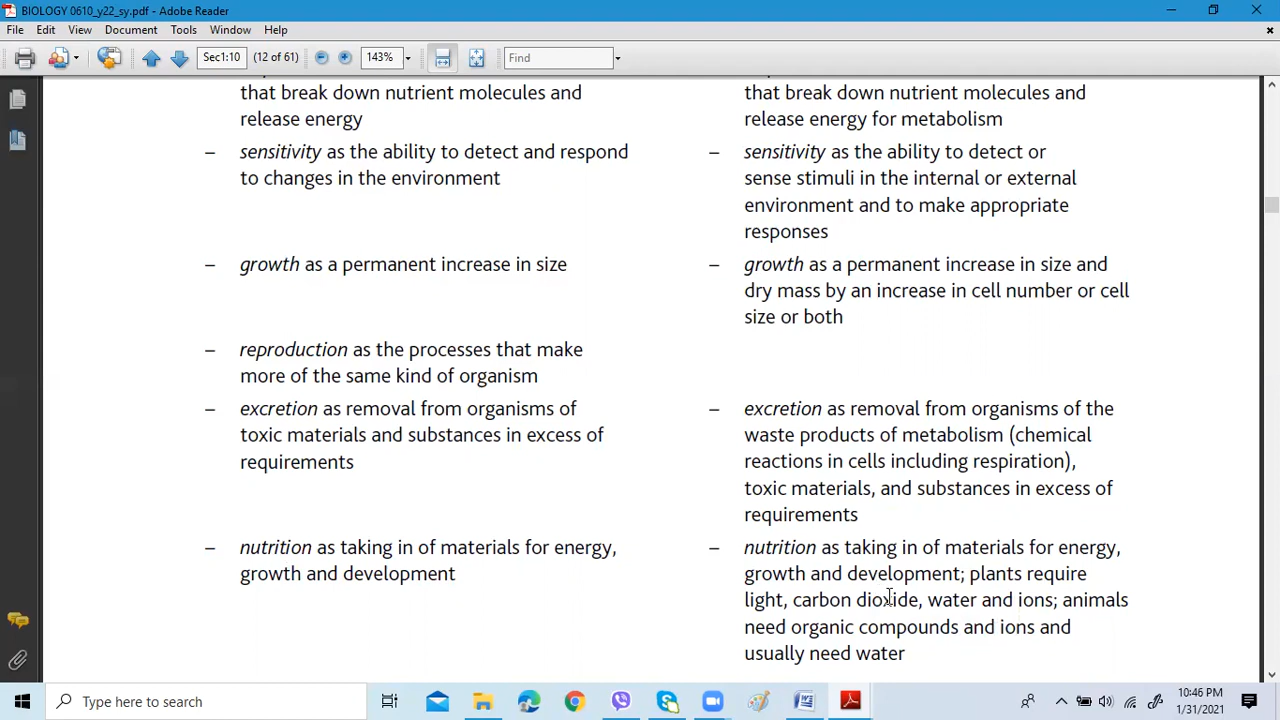 BIOLOGY 0610_y22_sy.pdf - Adobe Reader
File Edit View Document Tools Window Help
Sec1:10 (12 of 61) 143% Find
that break down nutrient molecules and
release energy
– sensitivity as the ability to detect and respond
to changes in the environment
– growth as a permanent increase in size
– reproduction as the processes that make
more of the same kind of organism
– excretion as removal from organisms of
toxic materials and substances in excess of
requirements
– nutrition as taking in of materials for energy,
growth and development
that break down nutrient molecules and
release energy for metabolism
– sensitivity as the ability to detect or
sense stimuli in the internal or external
environment and to make appropriate
responses
– growth as a permanent increase in size and
dry mass by an increase in cell number or cell
size or both
– excretion as removal from organisms of the
waste products of metabolism (chemical
reactions in cells including respiration),
toxic materials, and substances in excess of
requirements
– nutrition as taking in of materials for energy,
growth and development; plants require
light, carbon dioxide, water and ions; animals
need organic compounds and ions and
usually need water
Type here to search
10:46 PM
1/31/2021